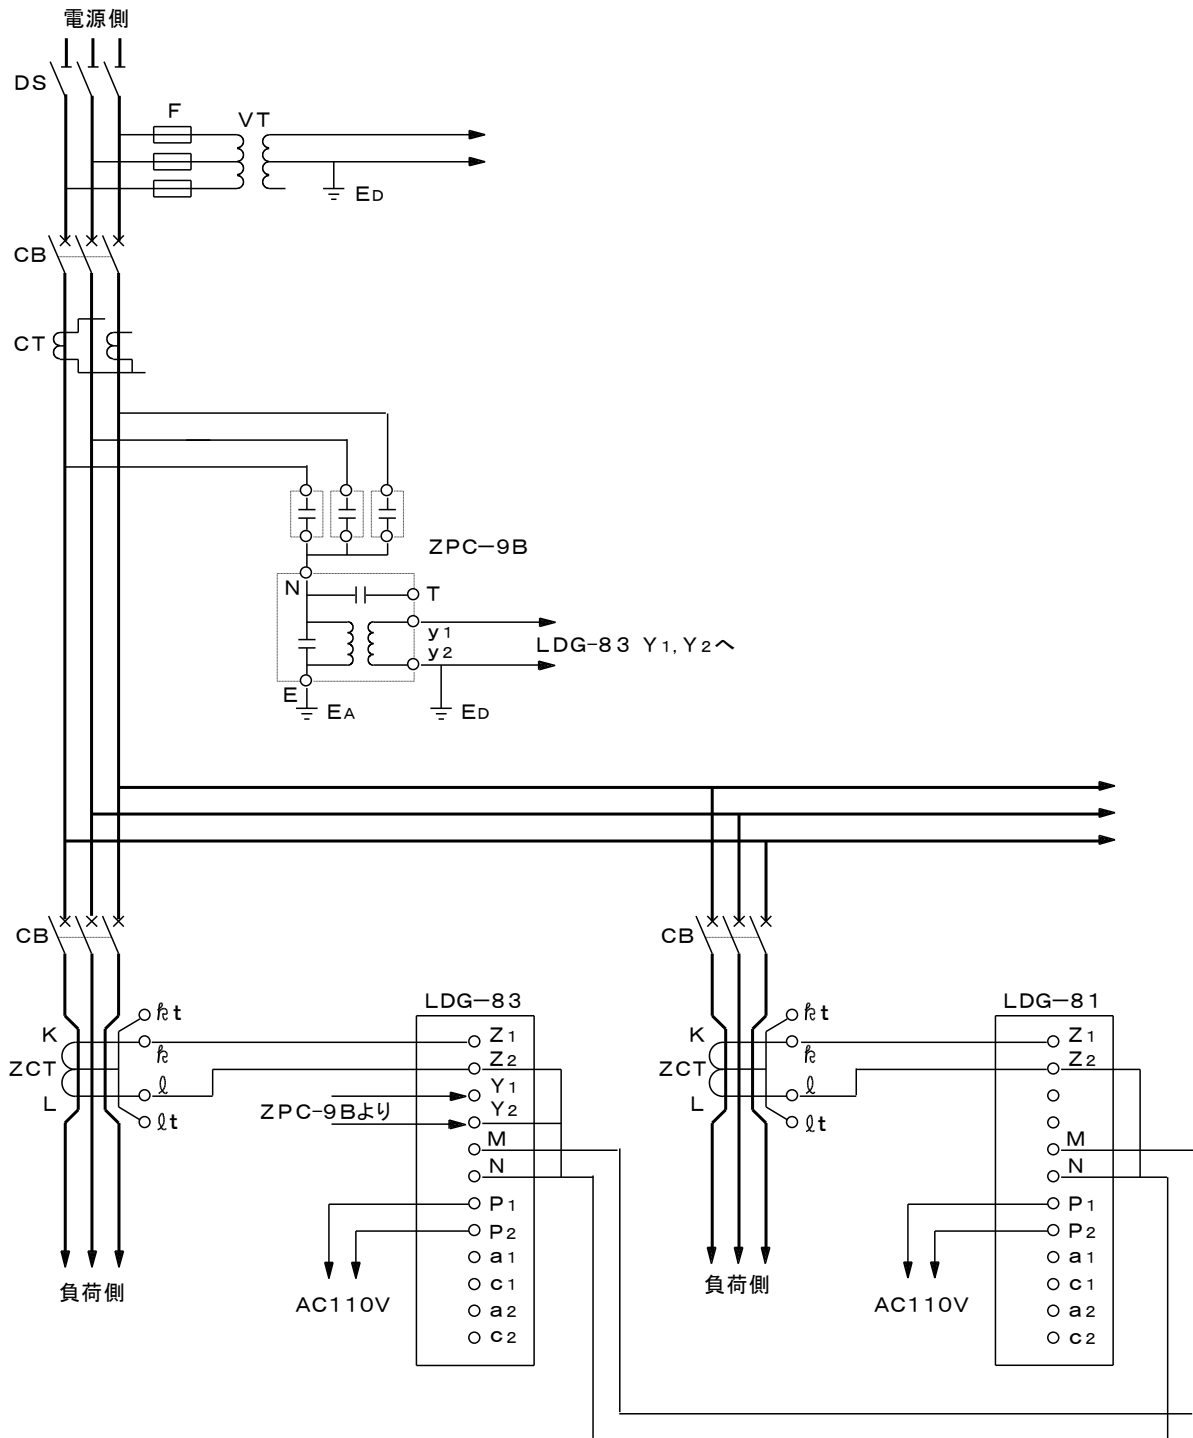 電源側
DS
F
VT
ED
CB
CT
ZPC-9B
N
T
y1
y2
LDG-83 Y1,Y2へ
E
EA
ED
CB
CB
LDG-83
LDG-81
kt
K
k
ZCT
ℓ
L
ℓt
Z1
Z2
Y1
ZPC-9Bより
Y2
M
N
P1
P2
a1
c1
a2
c2
kt
K
k
ZCT
ℓ
L
ℓt
Z1
Z2
M
N
P1
P2
a1
c1
a2
c2
負荷側
AC110V
負荷側
AC110V